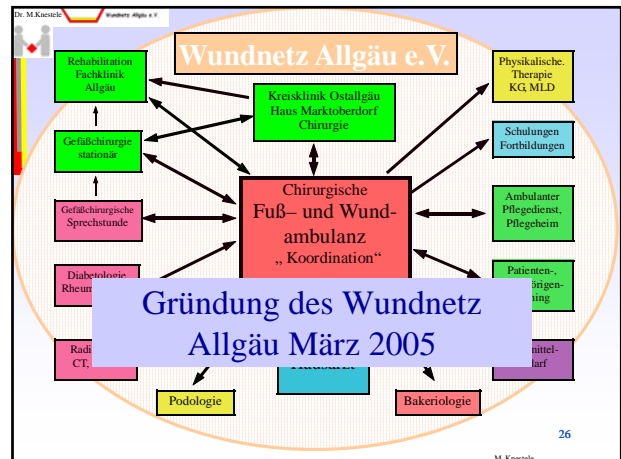 Dr. M.Knestele
Wundnetz Allgäu e.V.
Wundnetz Allgäu e.V.
Rehabilitation
Fachklinik
Allgäu
Kreisklinik Ostallgäu
Haus Marktoberdorf
Chirurgie
Physikalische.
Therapie
KG, MLD
Gefäßchirurgie
stationär
Schulungen
Fortbildungen
Gefäßchirurgische
Sprechstunde
Chirurgische
Fuß– und Wund-
ambulanz
„ Koordination“
Ambulanter
Pflegedienst,
Pflegeheim
Diabetologie
Patienten-,
Gründung des Wundnetz
Allgäu März 2005
CT,
Hausarzt
Podologie
Bakeriologie
26
M. Knestele